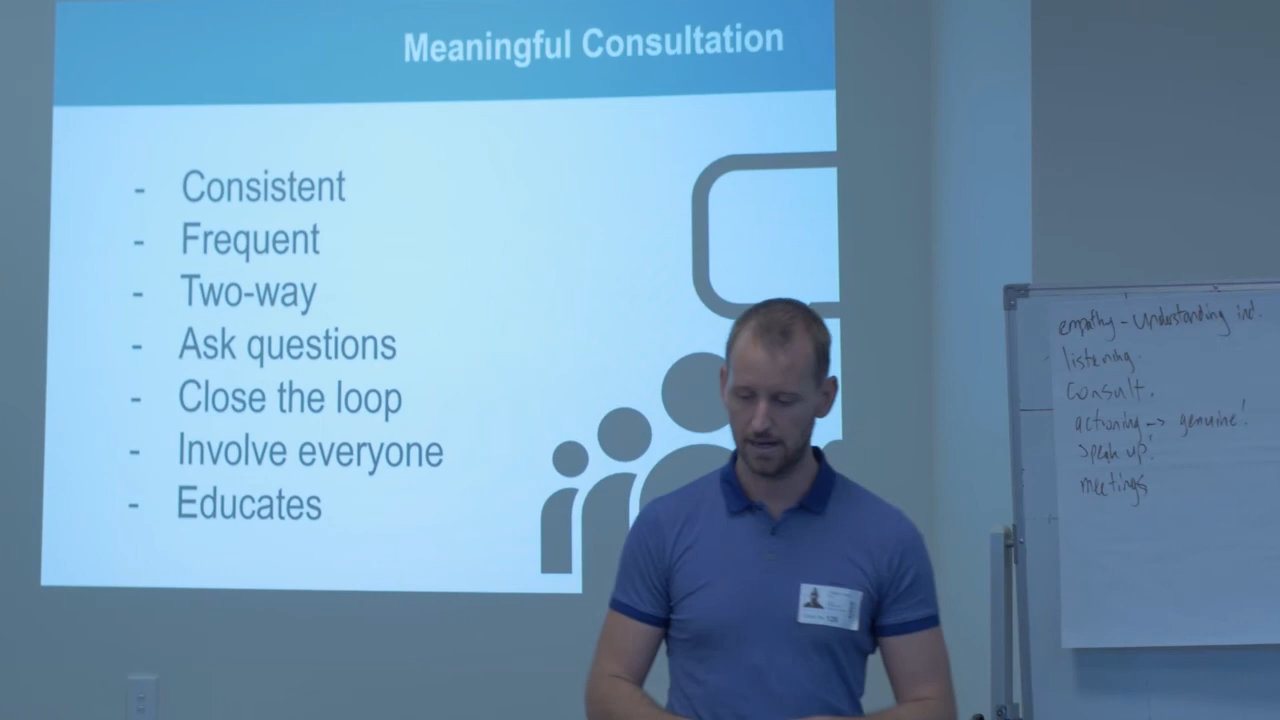 Meaningful Consultation
- Consistent
- Frequent
- Two-way
- Ask questions
- Close the loop
- Involve everyone
- Educates
empathy - Understanding ind.
listening.
Consult.
actioning -> genuine!
speak up!
meetings